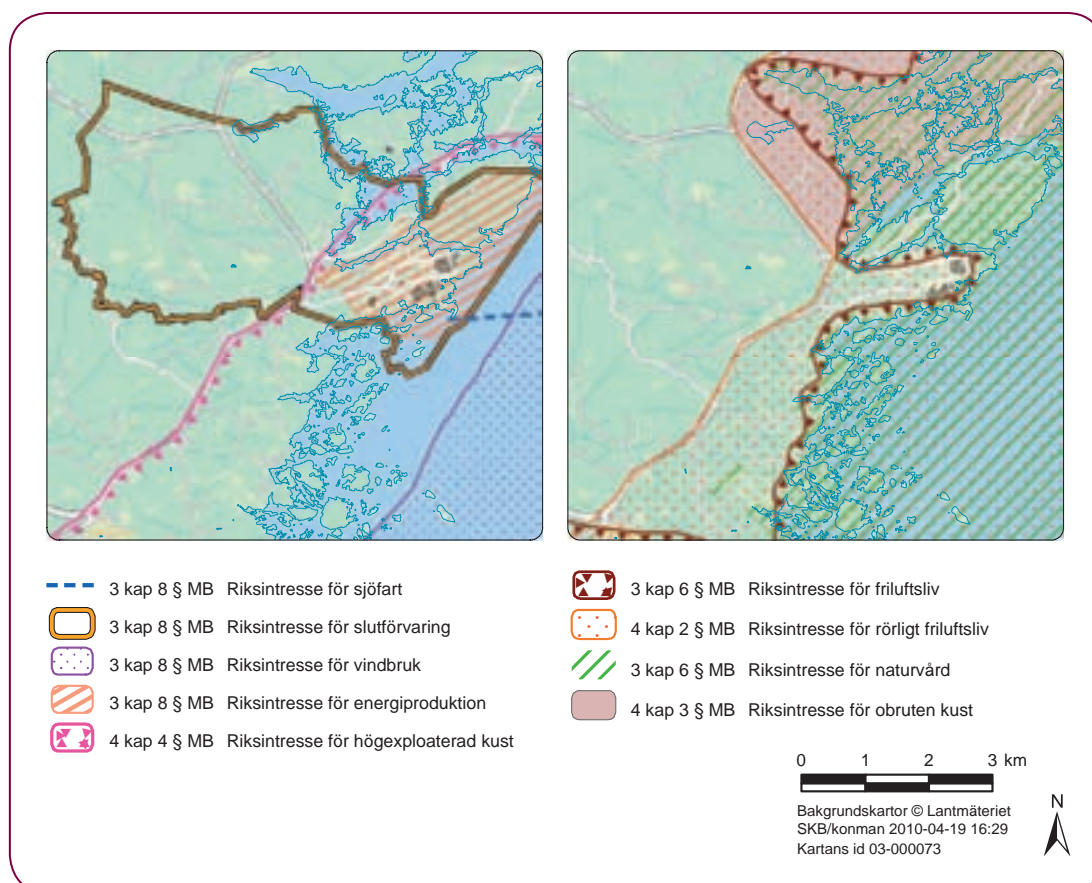 3 kap 8 § MB Riksintresse för sjöfart
3 kap 8 § MB Riksintresse för slutförvaring
3 kap 8 § MB Riksintresse för vindbruk
3 kap 8 § MB Riksintresse för energiproduktion
4 kap 4 § MB Riksintresse för högexploaterad kust
3 kap 6 § MB Riksintresse för friluftsliv
4 kap 2 § MB Riksintresse för rörligt friluftsliv
3 kap 6 § MB Riksintresse för naturvård
4 kap 3 § MB Riksintresse för obruten kust
0 1 2 3 km
Bakgrundskartor © Lantmäteriet
SKB/konman 2010-04-19 16:29
Kartans id 03-000073
N